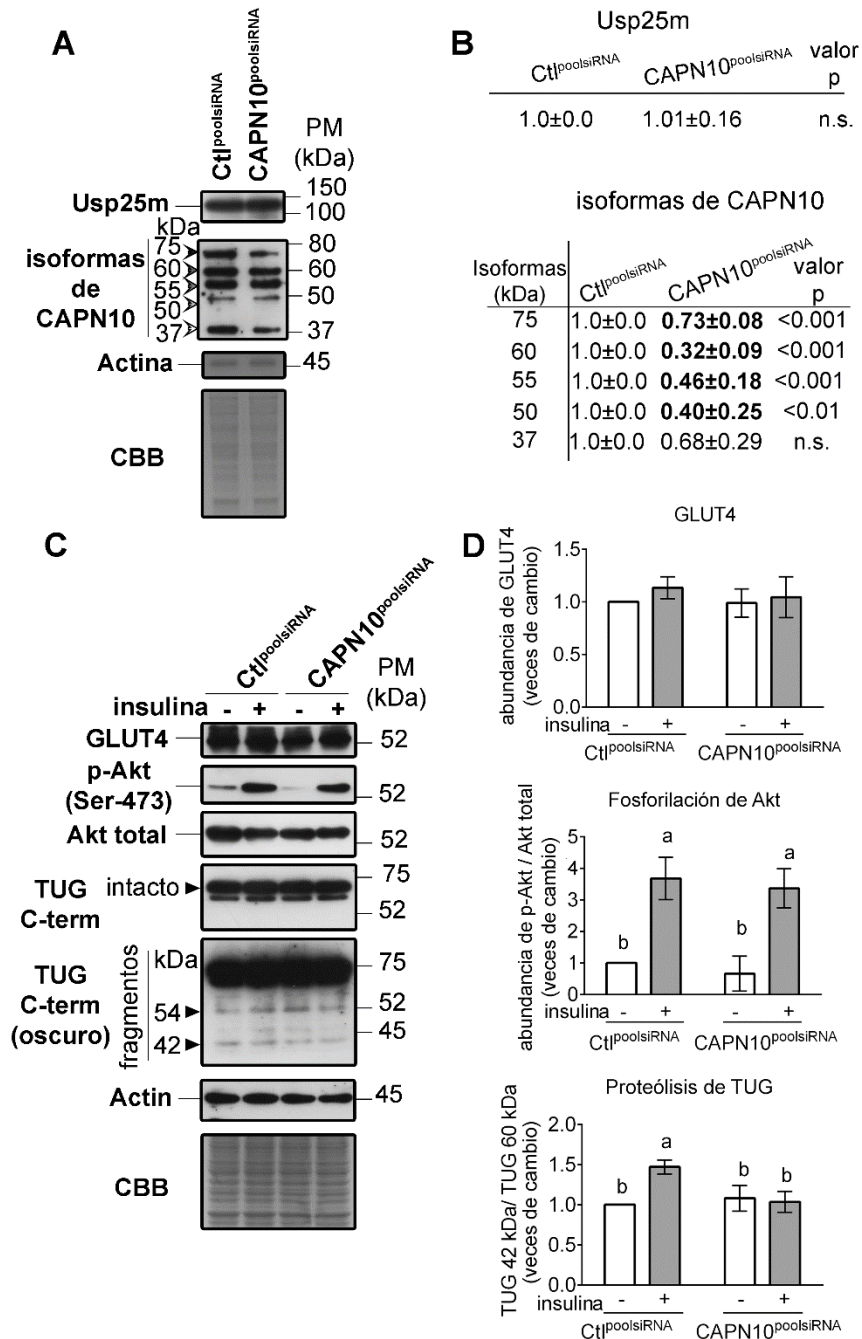 A
Ctl^poolsiRNA
CAPN10^poolsiRNA
PM
(kDa)
Usp25m
150
100
kDa
isoformas
de
CAPN10
75
60
55
50
37
80
60
50
37
Actina
45
CBB
B
Usp25m
Ctl^poolsiRNA CAPN10^poolsiRNA valor p
1.0±0.0 1.01±0.16 n.s.
isoformas de CAPN10
Isoformas (kDa) Ctl^poolsiRNA CAPN10^poolsiRNA valor p
75 1.0±0.0 0.73±0.08 <0.001
60 1.0±0.0 0.32±0.09 <0.001
55 1.0±0.0 0.46±0.18 <0.001
50 1.0±0.0 0.40±0.25 <0.01
37 1.0±0.0 0.68±0.29 n.s.
C
Ctl^poolsiRNA
CAPN10^poolsiRNA
PM
(kDa)
insulina - + - +
GLUT4
52
p-Akt
(Ser-473)
52
Akt total
52
TUG
C-term
intacto
75
52
TUG
C-term
(oscuro)
fragmentos
kDa
54
42
75
52
45
Actin
45
CBB
D
GLUT4
abundancia de GLUT4
(veces de cambio)
1.5
1.0
0.5
0.0
insulina - + - +
Ctl^poolsiRNA CAPN10^poolsiRNA
Fosforilación de Akt
abundancia de p-Akt / Akt total
(veces de cambio)
5
4
3
2
1
0
b a b a
insulina - + - +
Ctl^poolsiRNA CAPN10^poolsiRNA
Proteólisis de TUG
TUG 42 kDa/ TUG 60 kDa
(veces de cambio)
2.0
1.5
1.0
0.5
0.0
b a b b
insulina - + - +
Ctl^poolsiRNA CAPN10^poolsiRNA